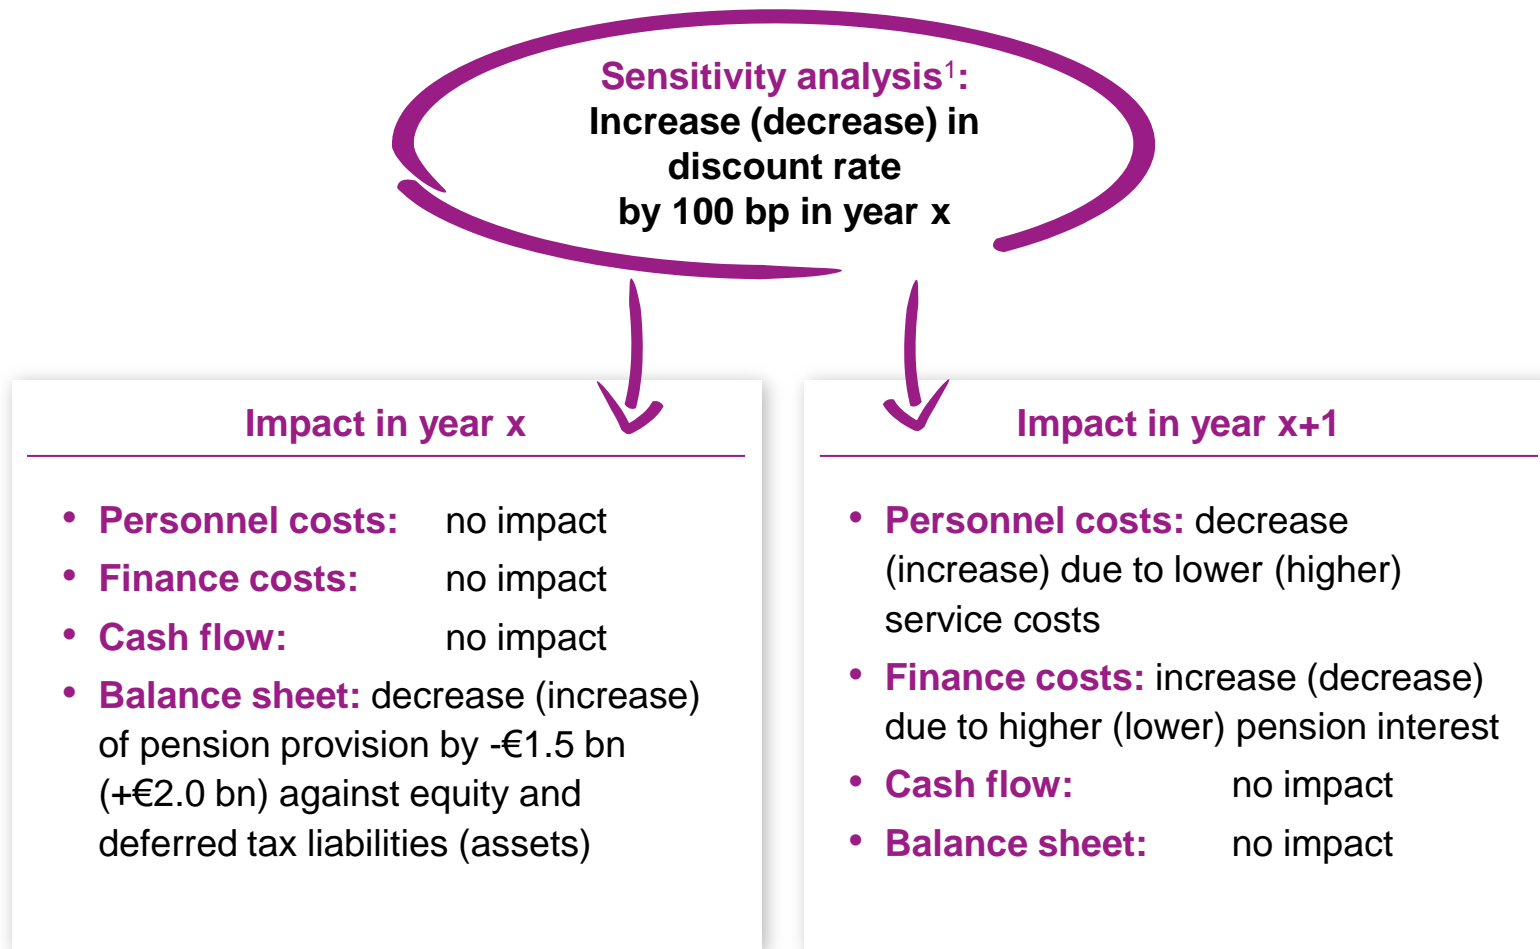 Sensitivity analysis¹:
Increase (decrease) in
discount rate
by 100 bp in year x
Impact in year x
• Personnel costs: no impact
• Finance costs: no impact
• Cash flow: no impact
• Balance sheet: decrease (increase)
of pension provision by -€1.5 bn
(+€2.0 bn) against equity and
deferred tax liabilities (assets)
Impact in year x+1
• Personnel costs: decrease
(increase) due to lower (higher)
service costs
• Finance costs: increase (decrease)
due to higher (lower) pension interest
• Cash flow: no impact
• Balance sheet: no impact